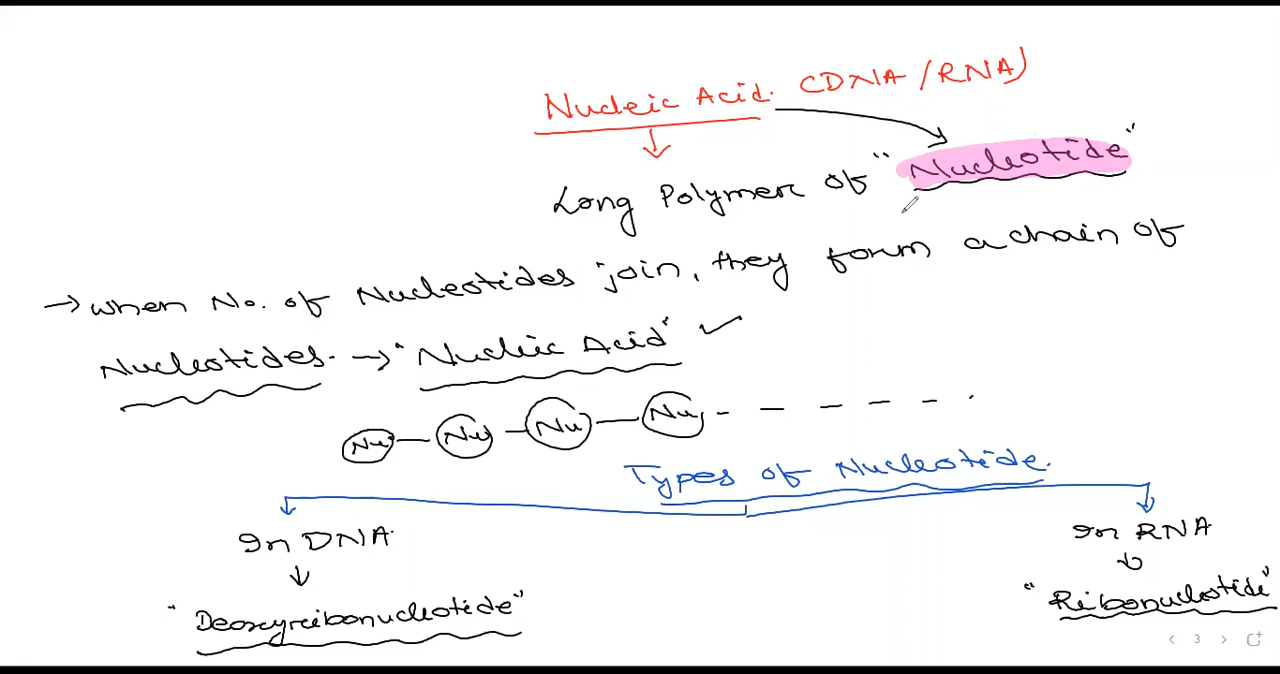 Nucleic Acid. (DNA/RNA)
Long Polymer of "Nucleotide"
→ when No. of Nucleotides join, they form a chain of
Nucleotides. → "Nucleic Acid" ✓
Nu — Nu — Nu — Nu - - - - - -
Types of Nucleotide.
In DNA. In RNA
"Deoxyribonucleotide" "Ribonucleotide"
3